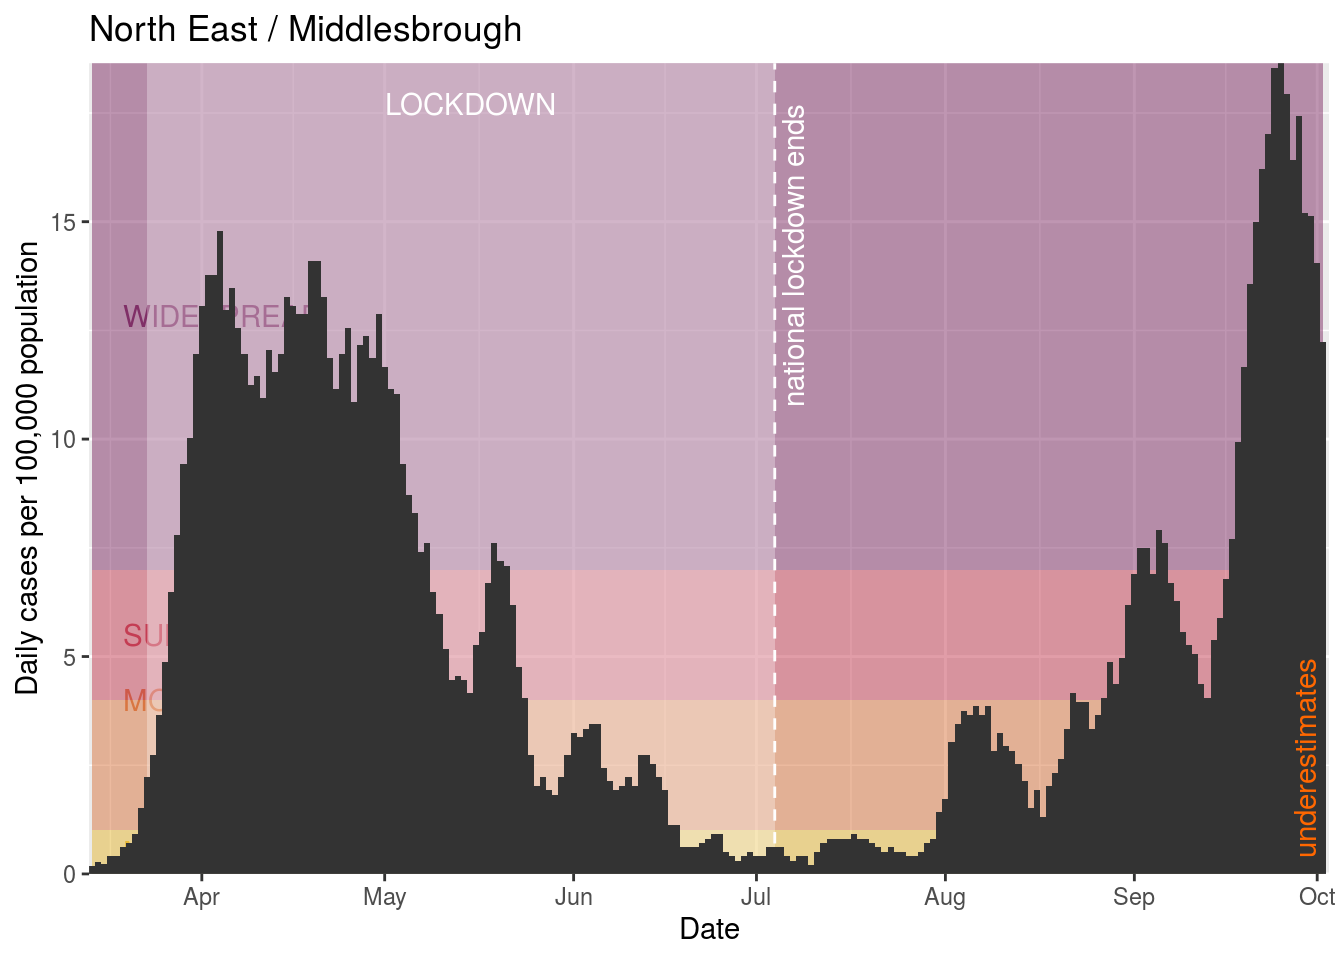 North East / Middlesbrough
LOCKDOWN
national lockdown ends
15
10
5
0
Daily cases per 100,000 population
underestimates
Apr
May
Jun
Jul
Aug
Sep
Oct
Date